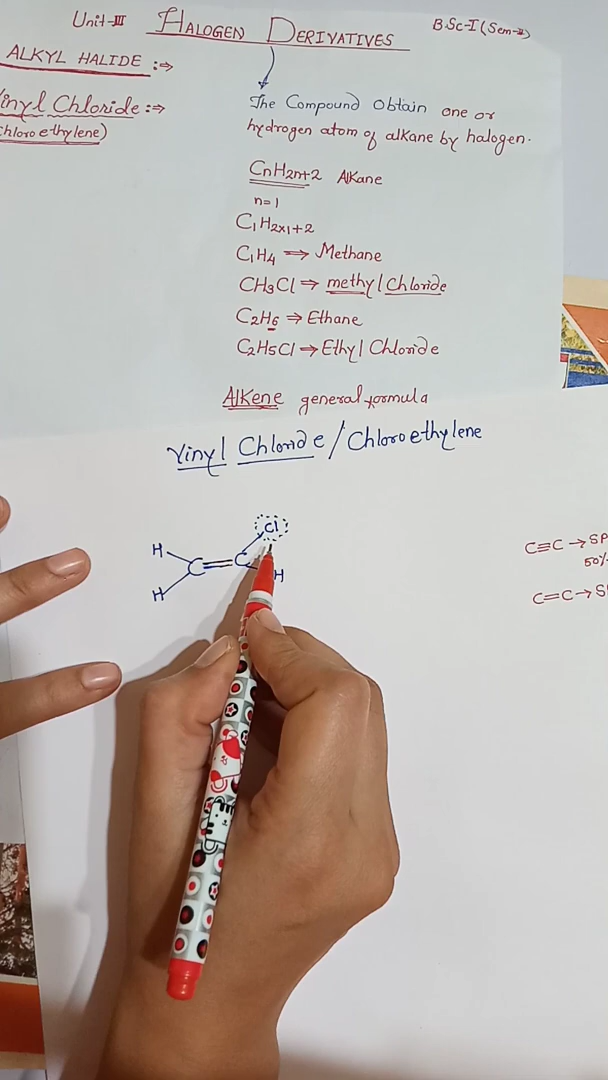 Unit-III HALOGEN DERIVATIVES B.Sc-I (Sem-II)
ALKYL HALIDE :⇒
inyl Chloride :⇒
chloroethylene)
The Compound Obtain one or
hydrogen atom of alkane by halogen.
CnH2n+2 Alkane
n=1
C1H2x1+2
C1H4 ⇒ Methane
CH3Cl ⇒ methyl Chloride
C2H6 ⇒ Ethane
C2H5Cl ⇒ Ethyl Chloride
Alkene general formula
Vinyl Chloride / Chloroethylene
H Cl
C=C
H H
C≡C → SP
50%
C=C → S